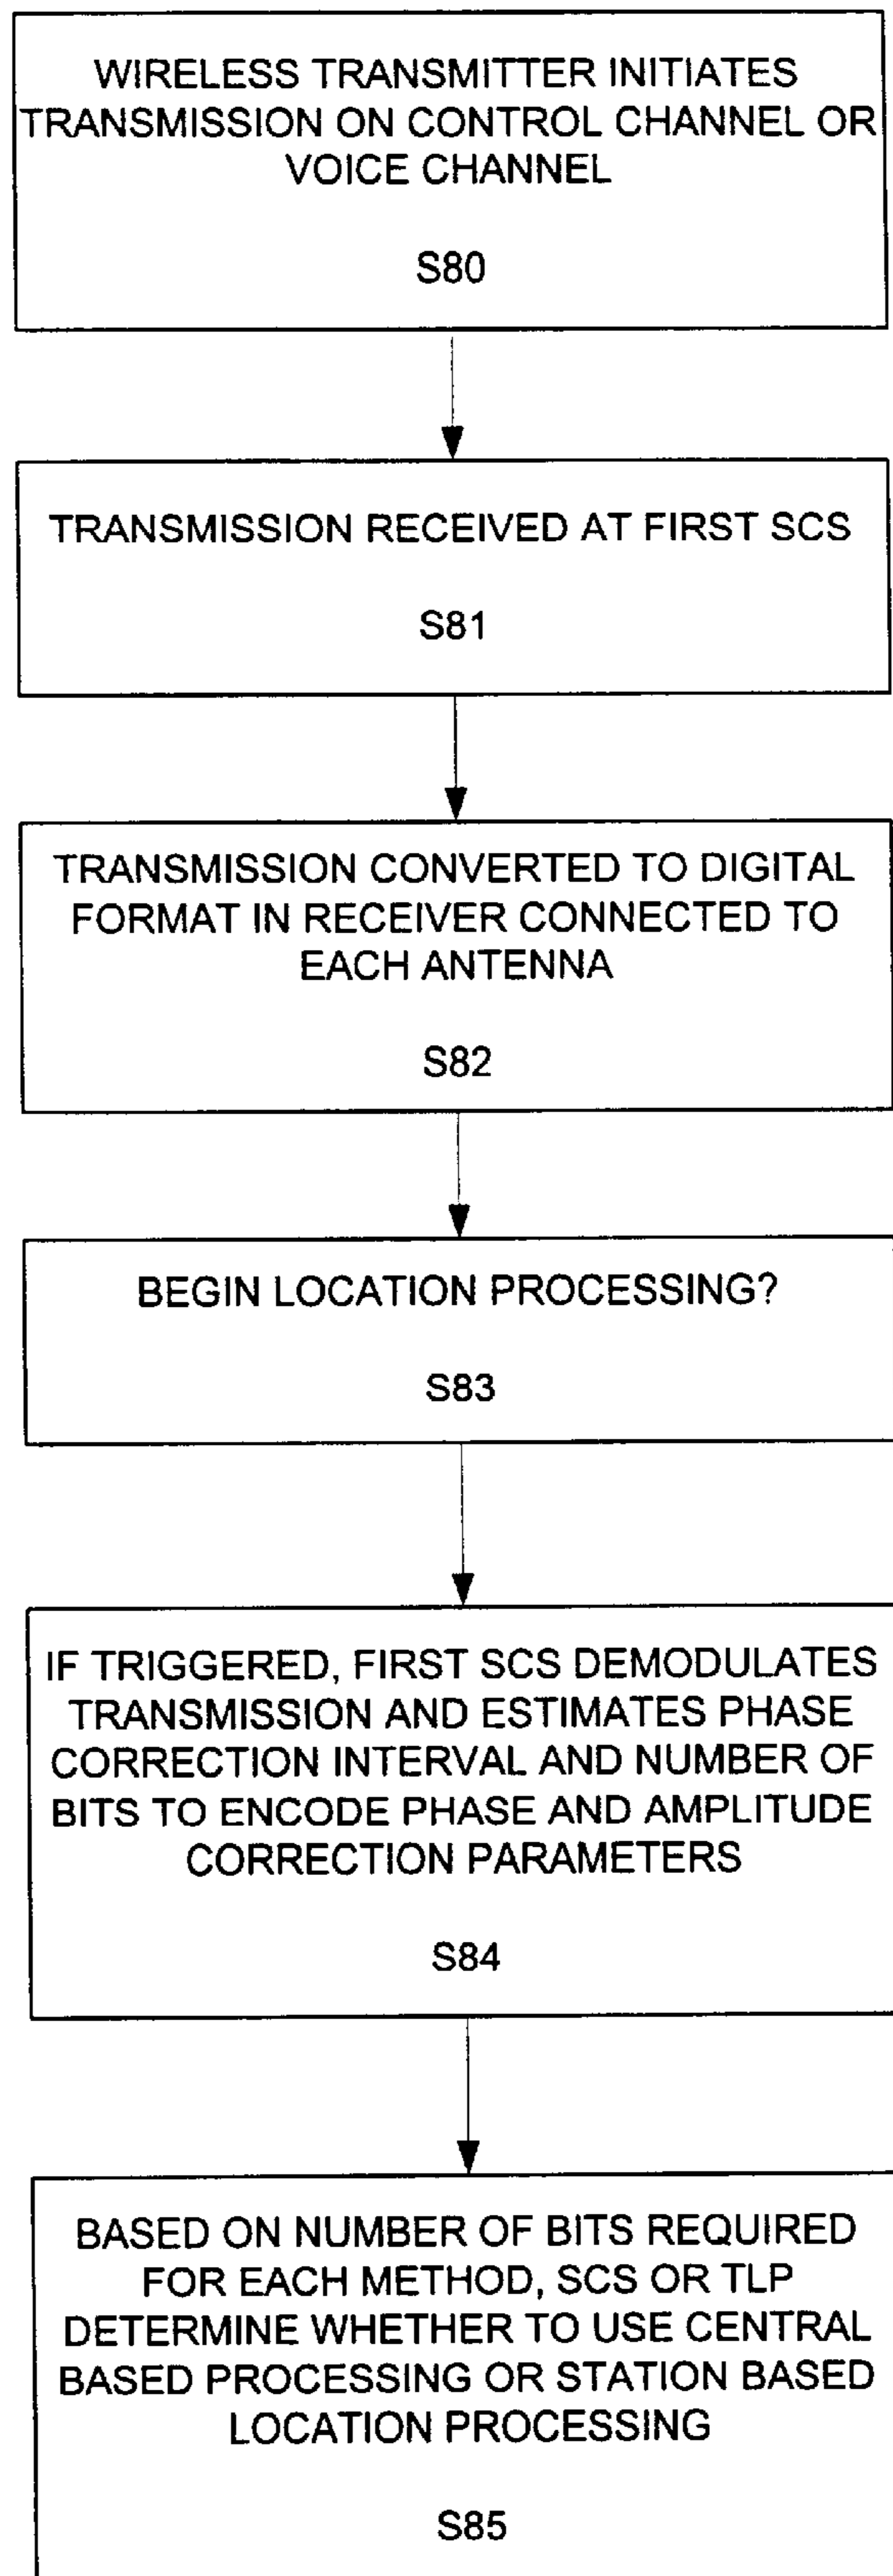 WIRELESS TRANSMITTER INITIATES
TRANSMISSION ON CONTROL CHANNEL OR
VOICE CHANNEL
S80
TRANSMISSION RECEIVED AT FIRST SCS
S81
TRANSMISSION CONVERTED TO DIGITAL
FORMAT IN RECEIVER CONNECTED TO
EACH ANTENNA
S82
BEGIN LOCATION PROCESSING?
S83
IF TRIGGERED, FIRST SCS DEMODULATES
TRANSMISSION AND ESTIMATES PHASE
CORRECTION INTERVAL AND NUMBER OF
BITS TO ENCODE PHASE AND AMPLITUDE
CORRECTION PARAMETERS
S84
BASED ON NUMBER OF BITS REQUIRED
FOR EACH METHOD, SCS OR TLP
DETERMINE WHETHER TO USE CENTRAL
BASED PROCESSING OR STATION BASED
LOCATION PROCESSING
S85